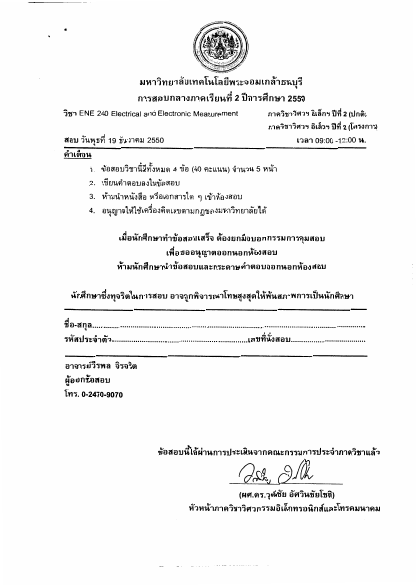 มหาวิทยาลัยเทคโนโลยีพระจอมเกล้าธนบุรี
การสอบกลางภาคเรียนที่ 2 ปีการศึกษา 2550
วิชา ENE 240 Electrical and Electronic Measurement ภาควิชาวิศวฯ อิเล็กฯ ปีที่ 2 (ปกติ)
ภาควิชาวิศวฯ อิเล็กฯ ปีที่ 2 (โครงการ)
สอบ วันพุธที่ 19 ธันวาคม 2550 เวลา 09:00 -12:00 น.
คำเตือน
1. ข้อสอบวิชานี้มีทั้งหมด 4 ข้อ (40 คะแนน) จำนวน 5 หน้า
2. เขียนคำตอบลงในข้อสอบ
3. ห้ามนำหนังสือ หรือเอกสารใด ๆ เข้าห้องสอบ
4. อนุญาตให้ใช้เครื่องคิดเลขตามกฎของมหาวิทยาลัยได้
เมื่อนักศึกษาทำข้อสอบเสร็จ ต้องยกมือบอกกรรมการคุมสอบ
เพื่อขออนุญาตออกนอกห้องสอบ
ห้ามนักศึกษานำข้อสอบและกระดาษคำตอบออกนอกห้องสอบ
นักศึกษาซึ่งทุจริตในการสอบ อาจถูกพิจารณาโทษสูงสุดให้พ้นสภาพการเป็นนักศึกษา
ชื่อ-สกุล
รหัสประจำตัว เลขที่นั่งสอบ
อาจารย์วีรพล จิรจริต
ผู้ออกข้อสอบ
โทร. 0-2470-9070
ข้อสอบนี้ได้ผ่านการประเมินจากคณะกรรมการประจำภาควิชาแล้ว
(ผศ.ดร.วุฒิชัย อัศวินชัยโชติ)
หัวหน้าภาควิชาวิศวกรรมอิเล็กทรอนิกส์และโทรคมนาคม